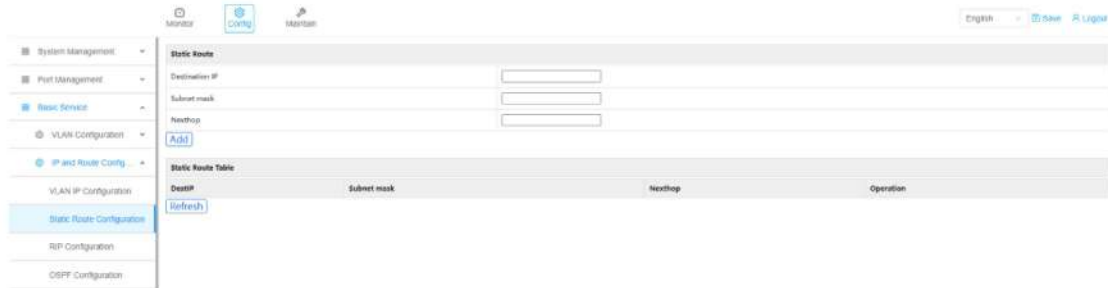 Monitor Config Maintain English Save Logout
System Management
Port Management
Basic Service
VLAN Configuration
IP and Route Config ...
VLAN IP Configuration
Static Route Configuration
RIP Configuration
OSPF Configuration
Static Route
Destination IP
Subnet mask
Nexthop
Add
Static Route Table
DestIP Subnet mask Nexthop Operation
Refresh